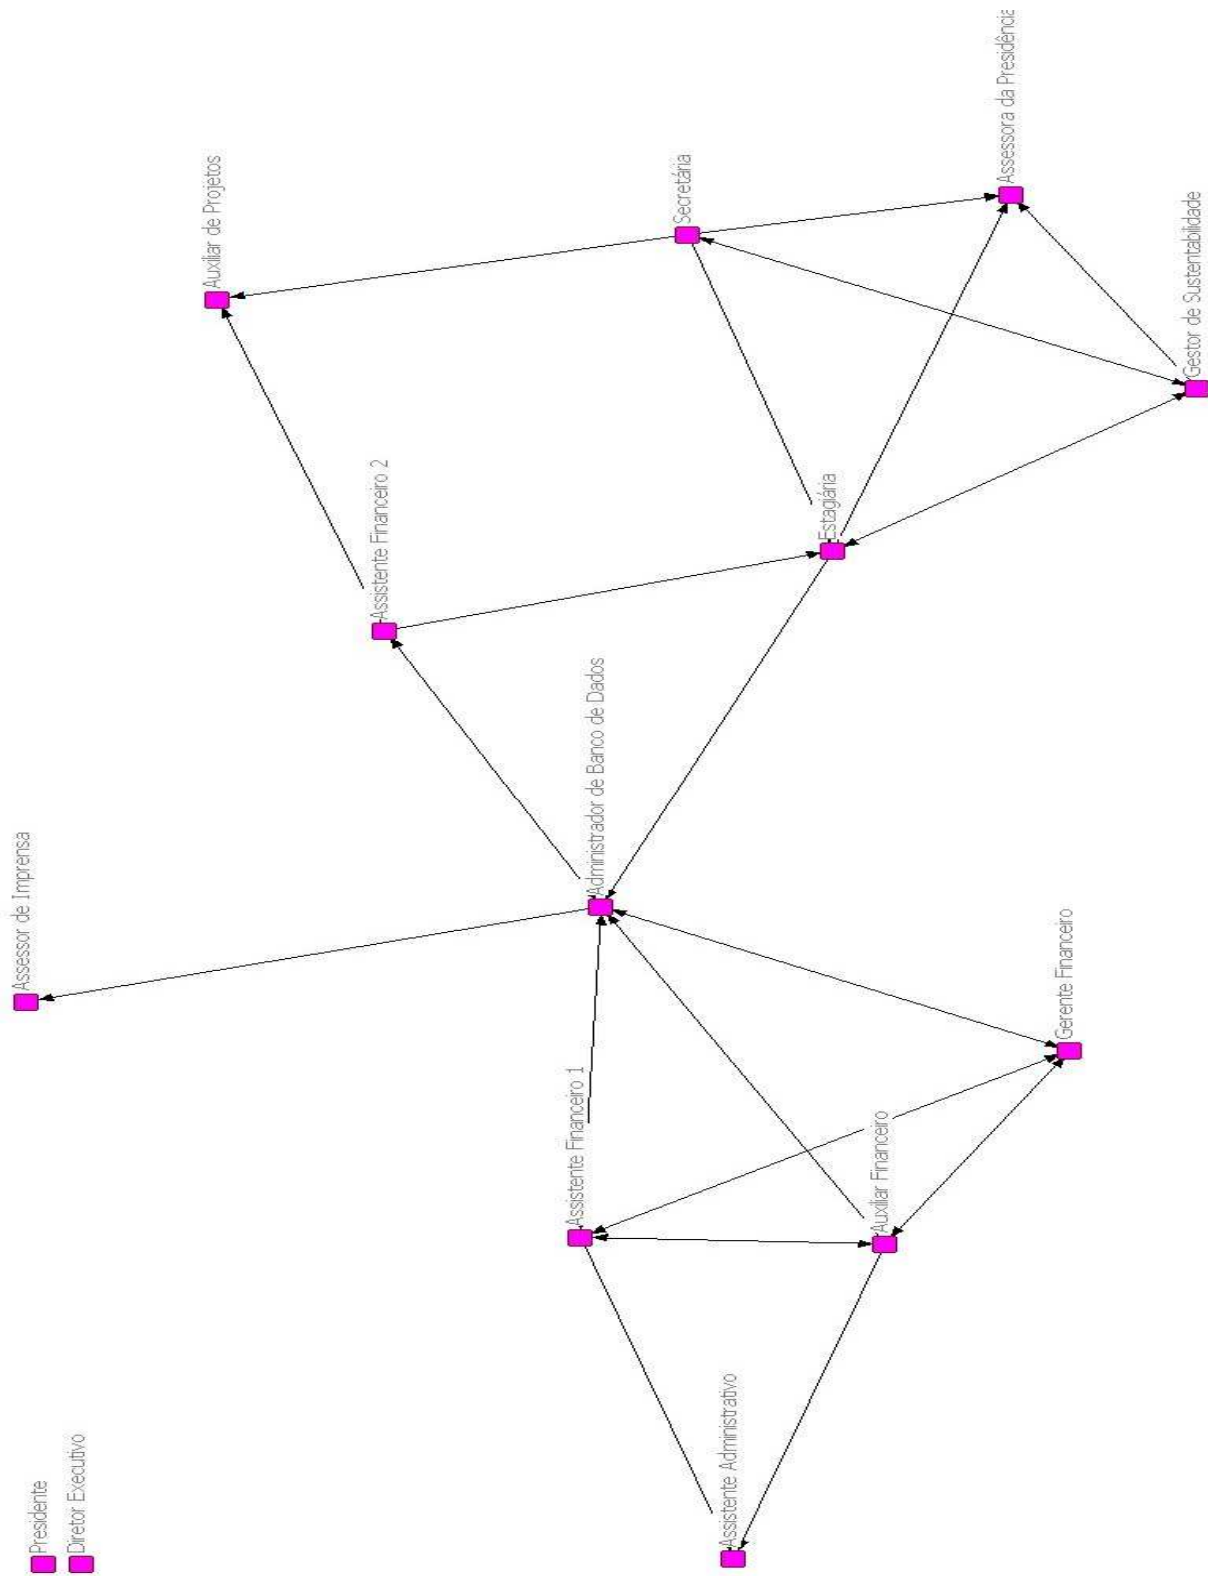 Presidente
Diretor Executivo
Assessor de Imprensa
Auxiliar de Projetos
Assistente Financeiro 2
Administrador de Banco de Dados
Assistente Financeiro 1
Secretária
Assistente Administrativo
Estagiária
Auxiliar Financeiro
Assessora da Presidência
Gerente Financeiro
Gestor de Sustentabilidade